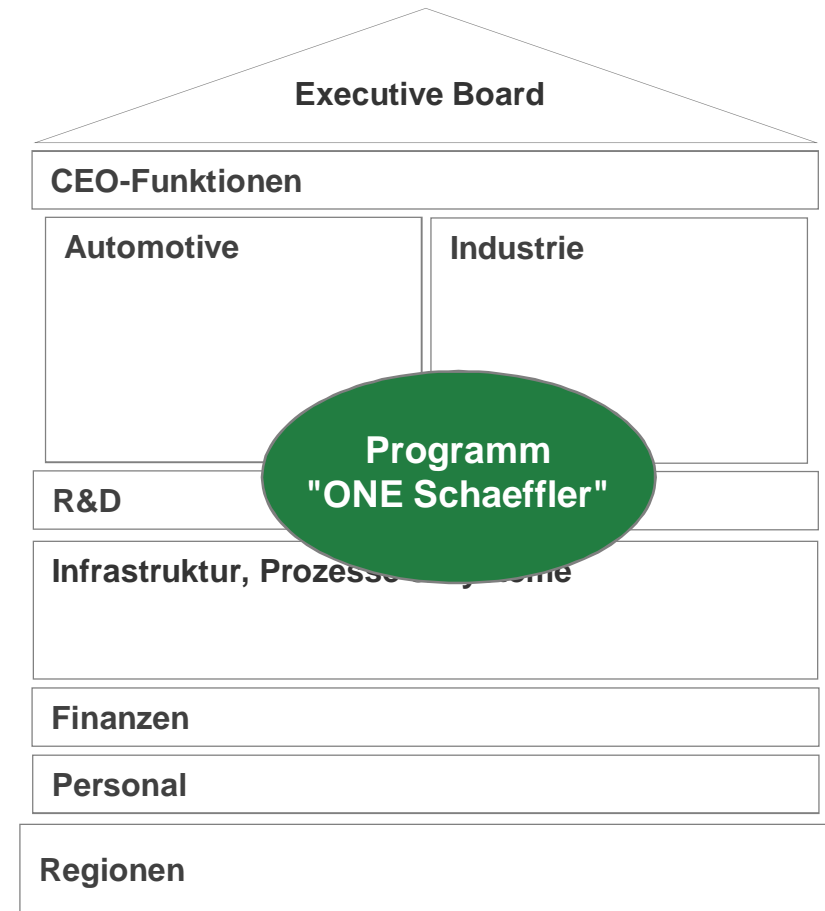 Executive Board
CEO-Funktionen
Automotive
Industrie
Programm
"ONE Schaeffler"
R&D
Infrastruktur, Prozesse
Finanzen
Personal
Regionen